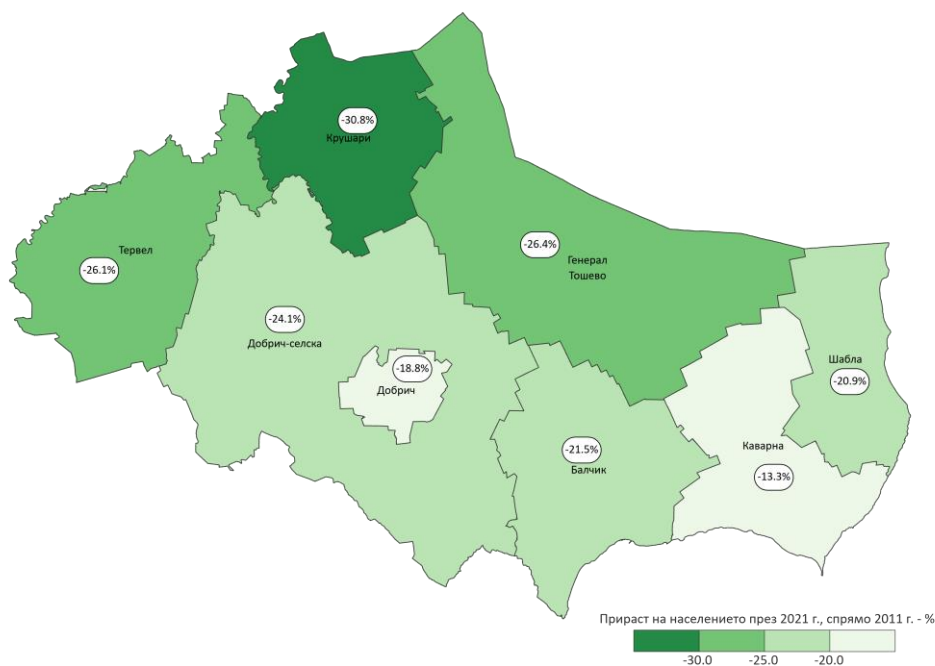 -30.8%
Крушари
Тервел
-26.1%
-26.4%
Генерал
Тошево
-24.1%
Добрич-селска
-18.8%
Добрич
Шабла
-20.9%
-21.5%
Балчик
Каварна
-13.3%
Прираст на населението през 2021 г., спрямо 2011 г. - %
-30.0 -25.0 -20.0